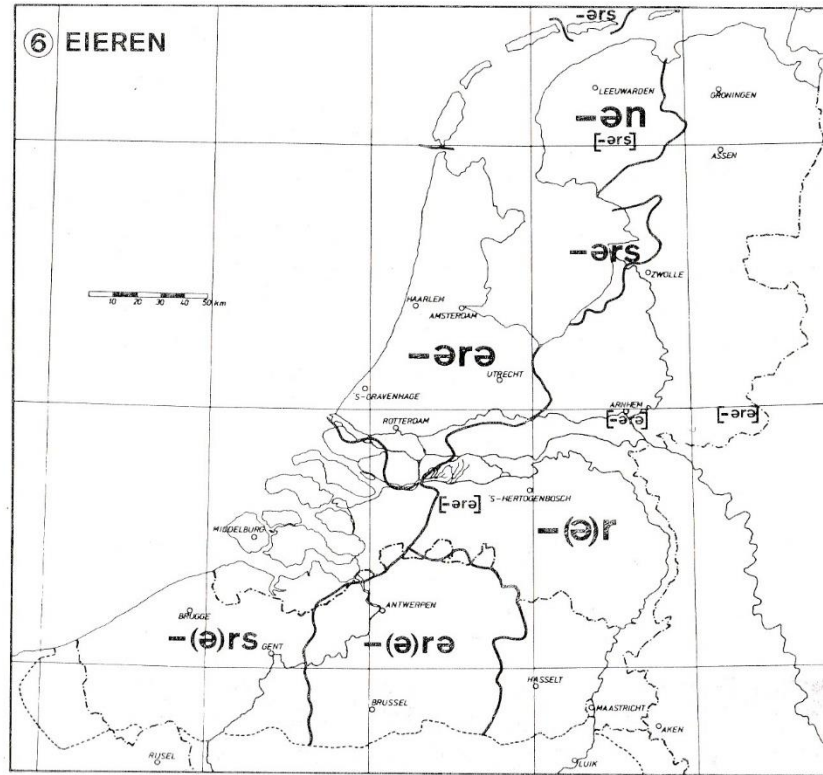 ⑥ EIEREN
-ərs
LEEUWARDEN
GRONINGEN
-ən
[-ərs]
ASSEN
-ərs
ZWOLLE
10 20 30 40 50 km
HAARLEM
AMSTERDAM
-ərə
UTRECHT
'S-GRAVENHAGE
ARNHEM
[-ərə]
[-ərə]
ROTTERDAM
'S-HERTOGENBOSCH
[-ərə]
MIDDELBURG
-(ə)r
BRUGGE
ANTWERPEN
-(ə)rs
GENT
-(ə)rə
HASSELT
BRUSSEL
MAASTRICHT
AKEN
RIJSEL
LUIK